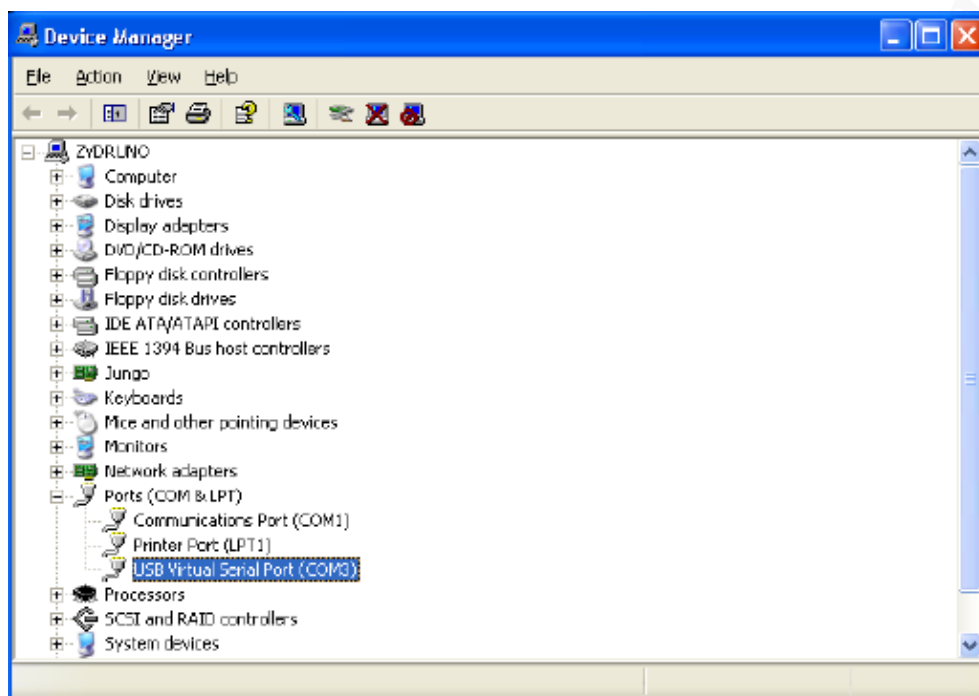 Device Manager
File Action View Help
ZYDRUNO
Computer
Disk drives
Display adapters
DVD/CD-ROM drives
Floppy disk controllers
Floppy disk drives
IDE ATA/ATAPI controllers
IEEE 1394 Bus host controllers
Jungo
Keyboards
Mice and other pointing devices
Monitors
Network adapters
Ports (COM & LPT)
Communications Port (COM1)
Printer Port (LPT1)
USB Virtual Serial Port (COM3)
Processors
SCSI and RAID controllers
System devices